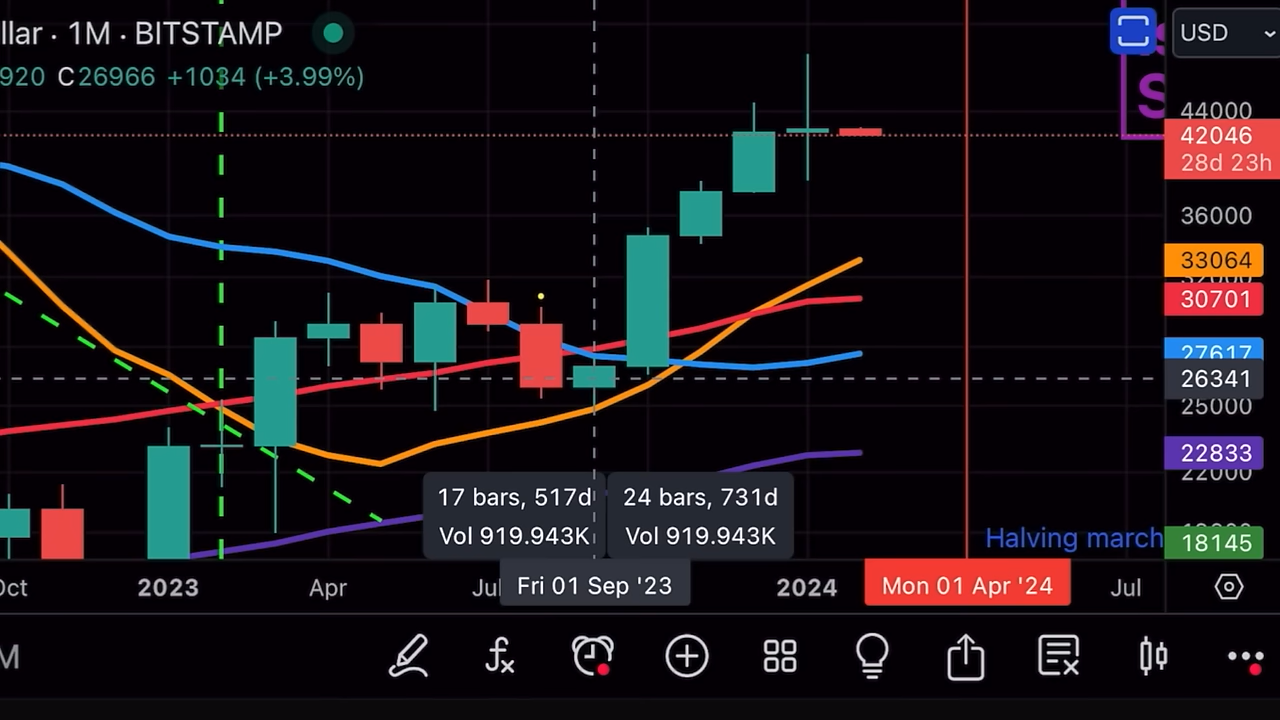 llar · 1M · BITSTAMP
USD
920 C26966 +1034 (+3.99%)
S
44000
42046
28d 23h
36000
33064
30701
27617
26341
25000
22833
22000
17 bars, 517d
Vol 919.943K
24 bars, 731d
Vol 919.943K
Halving march
18145
Oct
2023
Apr
Jul
Fri 01 Sep '23
2024
Mon 01 Apr '24
Jul
M